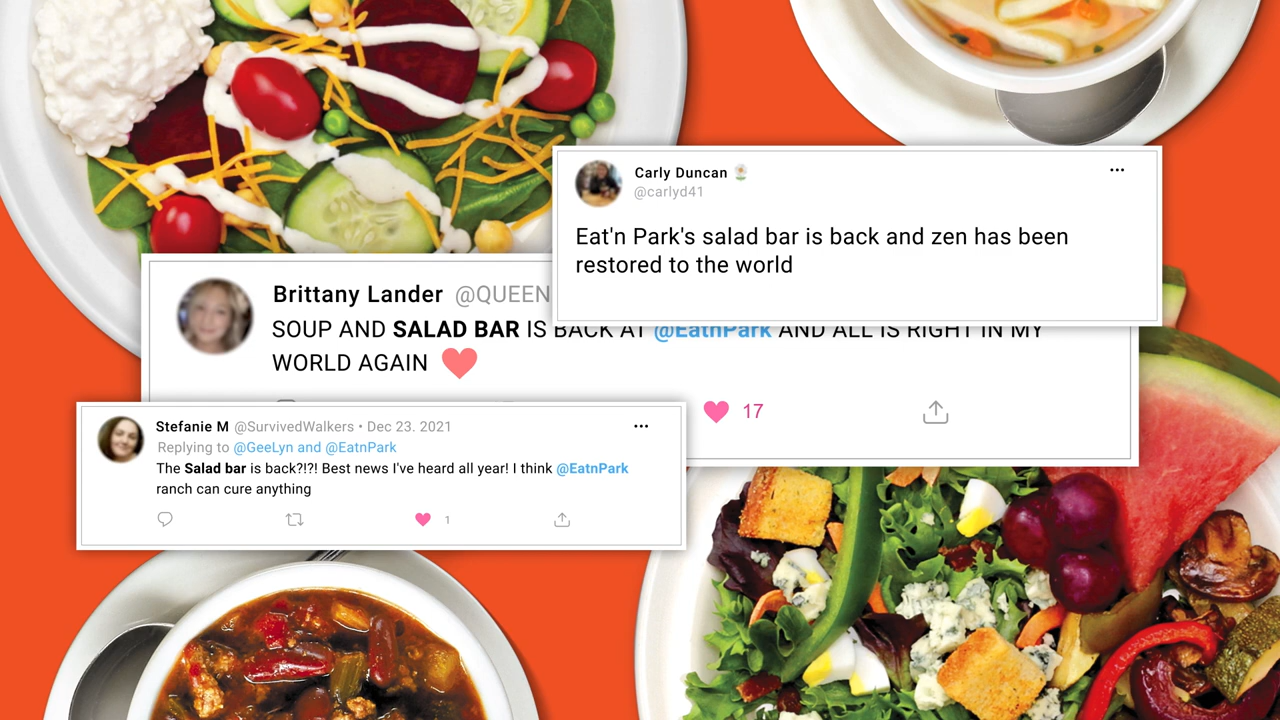 Carly Duncan
@carlyd41
Eat'n Park's salad bar is back and zen has been
restored to the world
Brittany Lander @QUEEN
SOUP AND SALAD BAR IS BACK AT @EatnPark AND ALL IS RIGHT IN MY
WORLD AGAIN
17
Stefanie M @SurvivedWalkers • Dec 23. 2021
Replying to @GeeLyn and @EatnPark
The Salad bar is back?!?! Best news I've heard all year! I think @EatnPark
ranch can cure anything
1